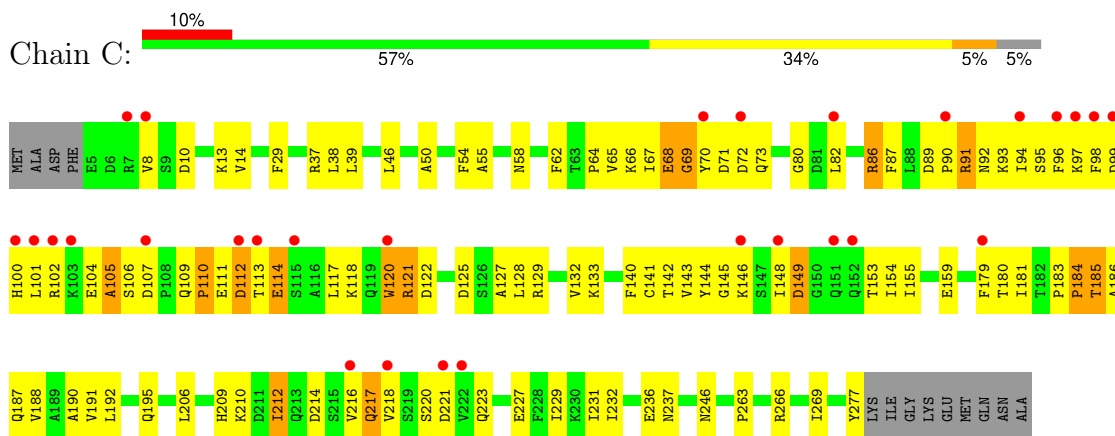 10%
Chain C:
57% 34% 5% 5%
MET ALA ASP PHE E5 D6 R7 V8 S9 D10 K13 V14 F29 R37 L38 L39 L46 A50 F54 A55 N58 F62 T63 P64 V65 K66 I67 E68 G69 Y70 D71 D72 Q73 G80 D81 L82 R86 F87 L88 D89 P90 R91 N92 K93 I94 S95 F96 K97 F98 D99
H100 L101 R102 K103 E104 A105 S106 D107 P108 Q109 P110 E111 D112 T113 E114 S115 A116 L117 K118 Q119 W120 R121 D122 D125 S126 A127 L128 R129 V132 K133 F140 C141 T142 V143 Y144 G145 K146 S147 I148 D149 G150 Q151 Q152 T153 I154 I155 E159 F179 T180 I181 T182 P183 P184 T185 A186
Q187 V188 A189 A190 V191 L192 Q195 L206 H209 K210 D211 I212 Q213 D214 S215 V216 Q217 V218 S219 S220 D221 V222 Q223 E227 F228 I229 K230 I231 I232 E236 N237 N246 P263 R266 I269 Y277 LYS ILE GLY LYS GLU MET GLN ASN ALA